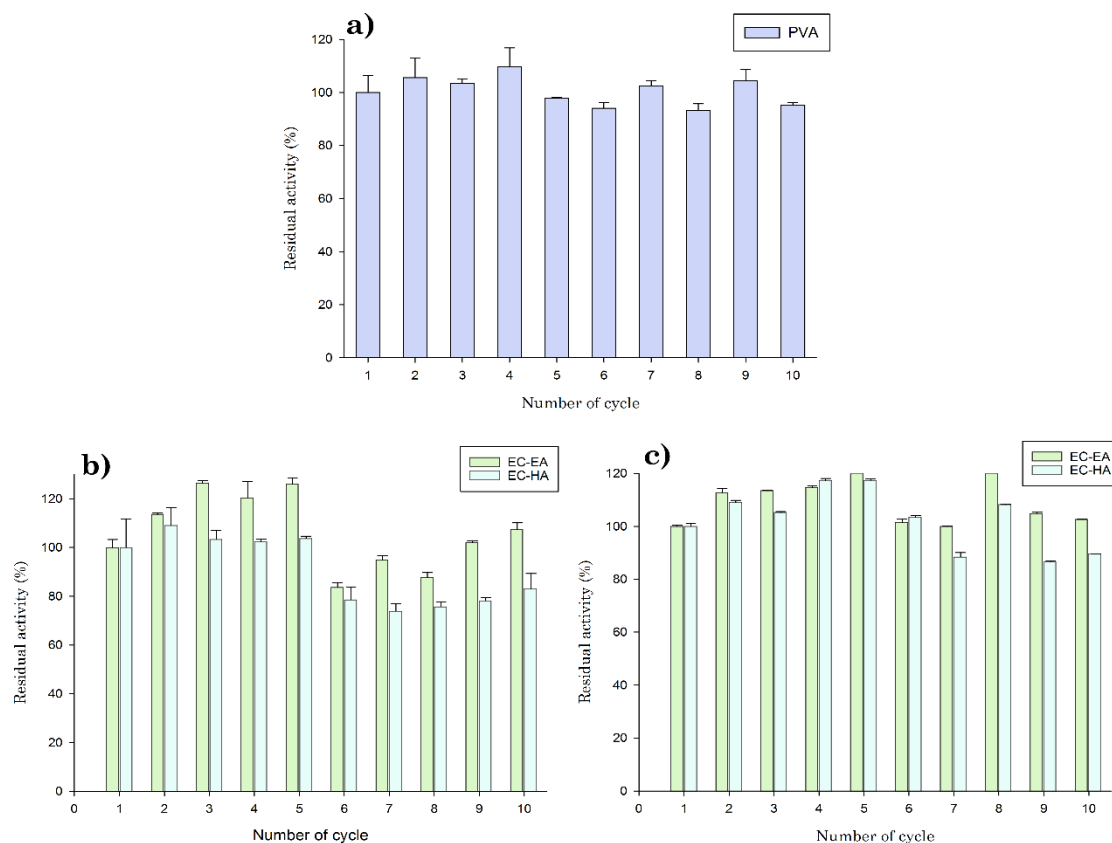 a)
PVA
120
100
80
60
40
20
0
Residual activity (%)
1 2 3 4 5 6 7 8 9 10
Number of cycle
b)
EC-EA
EC-HA
120
100
80
60
40
20
0
Residual activity (%)
0 1 2 3 4 5 6 7 8 9 10
Number of cycle
c)
EC-EA
EC-HA
120
100
80
60
40
20
0
Residual activity (%)
0 1 2 3 4 5 6 7 8 9 10
Number of cycle